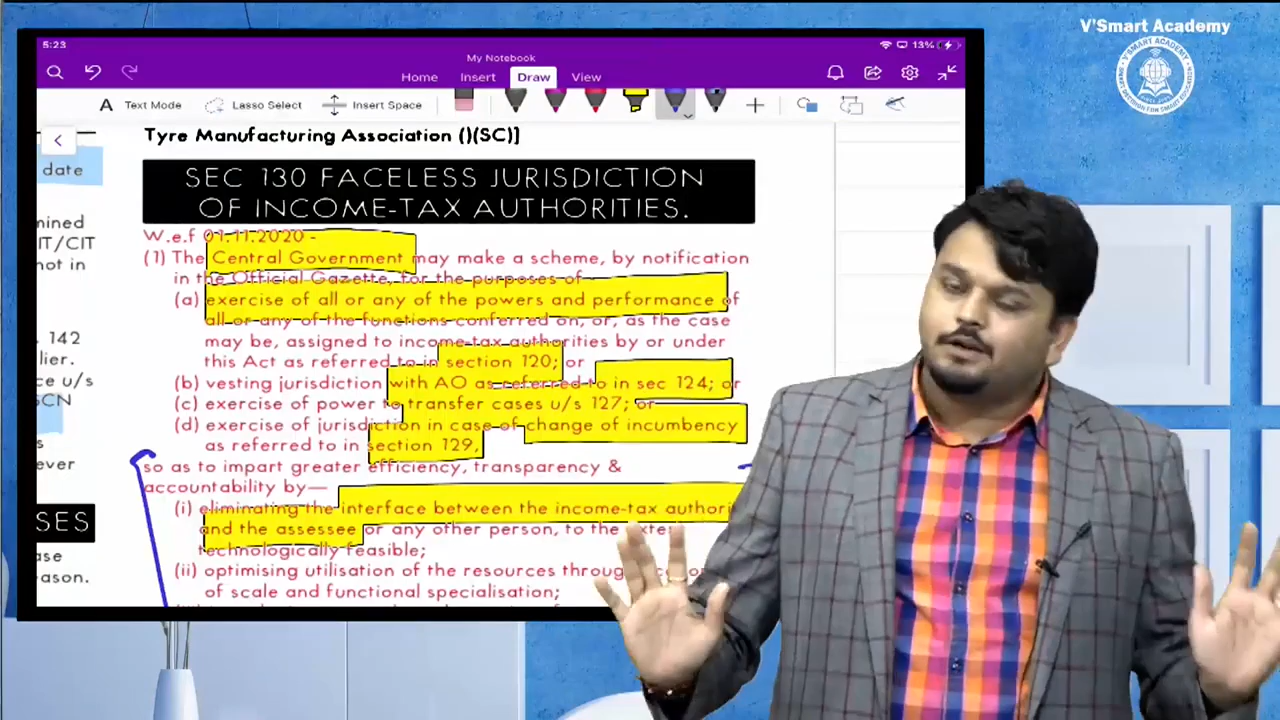 V'Smart Academy
5:23
13%
My Notebook
Home Insert Draw View
Text Mode Lasso Select Insert Space
Tyre Manufacturing Association ()(SC)]
date
SEC 130 FACELESS JURISDICTION
OF INCOME-TAX AUTHORITIES.
W.e.f 01.11.2020 -
(1) The Central Government may make a scheme, by notification
in the Official Gazette, for the purposes of
(a) exercise of all or any of the powers and performance of
all or any of the functions conferred on, or, as the case
may be, assigned to income-tax authorities by or under
this Act as referred to in section 120; or
(b) vesting jurisdiction with AO as referred to in sec 124; or
(c) exercise of power to transfer cases u/s 127; or
(d) exercise of jurisdiction in case of change of incumbency
as referred to in section 129,
so as to impart greater efficiency, transparency &
accountability by—
(i) eliminating the interface between the income-tax authori
and the assessee or any other person, to the exte
technologically feasible;
(ii) optimising utilisation of the resources throug
of scale and functional specialisation;
mined
IT/CIT
not in
142
lier.
ce u/s
SCN
s
ever
SES
ase
eason.